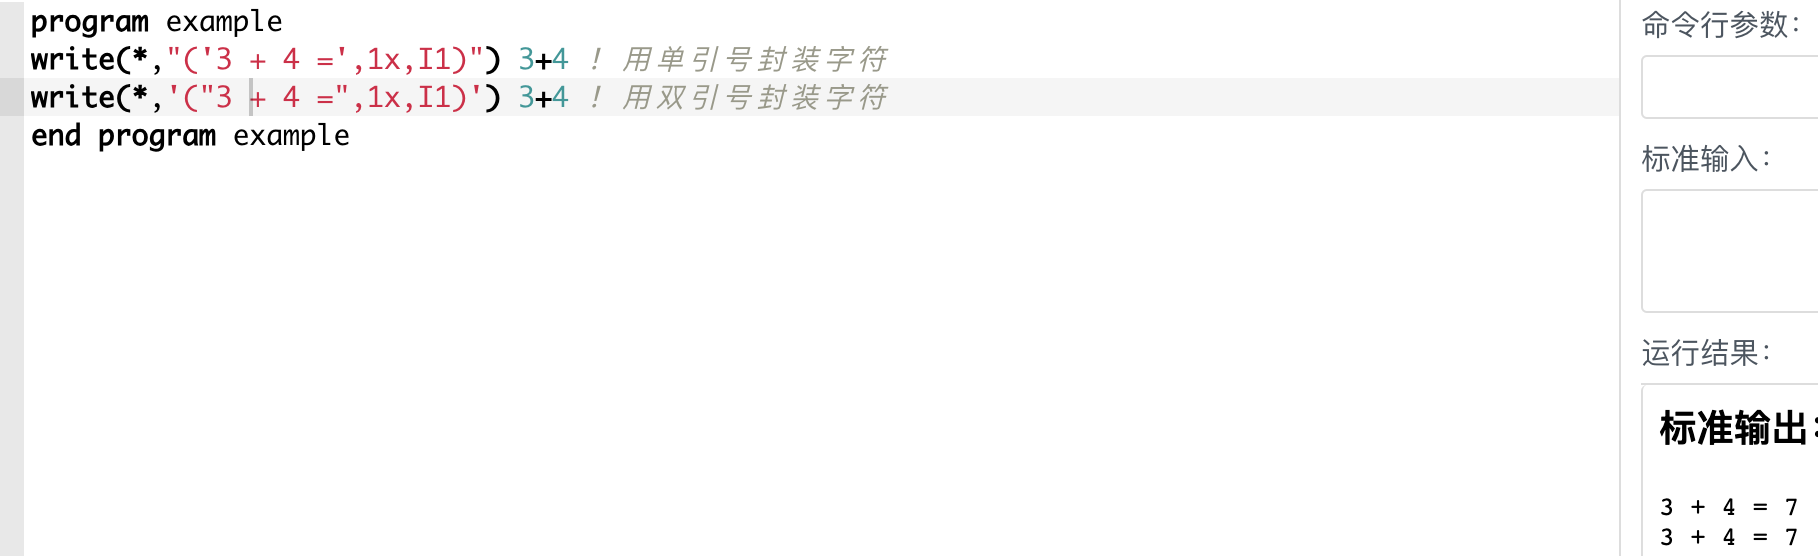 program example
write(*,"('3 + 4 =',1x,I1)") 3+4 ! 用单引号封装字符
write(*,'("3 + 4 =",1x,I1)') 3+4 ! 用双引号封装字符
end program example
命令行参数:
标准输入:
运行结果:
标准输出:
3 + 4 = 7
3 + 4 = 7